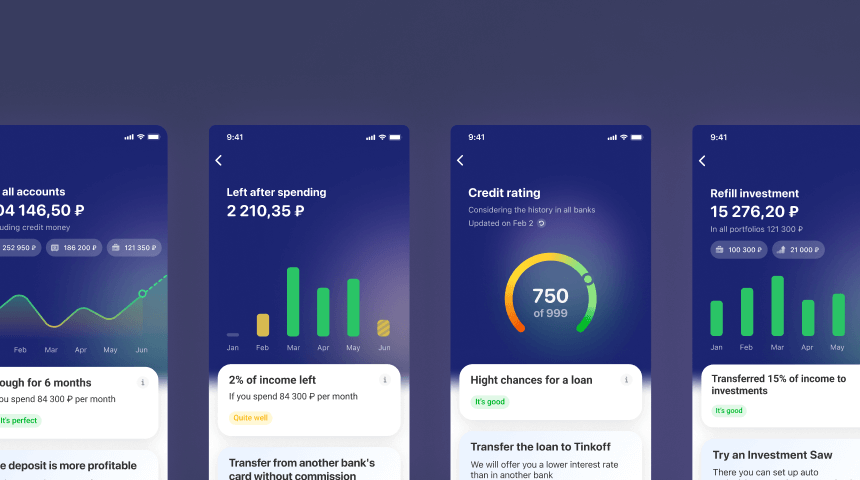 all accounts
04 146,50 ₽
uding credit money
252 950 ₽
186 200 ₽
121 350 ₽
Feb
Mar
Apr
May
Jun
ough for 6 months
i
u spend 84 300 ₽ per month
It's perfect
e deposit is more profitable
9:41
Left after spending
2 210,35 ₽
Jan
Feb
Mar
Apr
May
Jun
2% of income left
i
If you spend 84 300 ₽ per month
Quite well
Transfer from another bank's
card without commission
9:41
Credit rating
Considering the history in all banks
Updated on Feb 2
750
of 999
Hight chances for a loan
i
It's good
Transfer the loan to Tinkoff
We will offer you a lower interest rate
than in another bank
9:41
Refill investment
15 276,20 ₽
In all portfolios 121 300 ₽
100 300 ₽
21 000 ₽
Jan
Feb
Mar
Apr
May
Transferred 15% of income to
investments
It's good
Try an Investment Saw
There you can set up auto